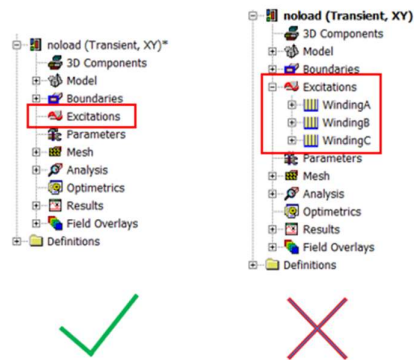 noload (Transient, XY)*
3D Components
Model
Boundaries
Excitations
Parameters
Mesh
Analysis
Optimetrics
Results
Field Overlays
Definitions
noload (Transient, XY)
3D Components
Model
Boundaries
Excitations
WindingA
WindingB
WindingC
Parameters
Mesh
Analysis
Optimetrics
Results
Field Overlays
Definitions